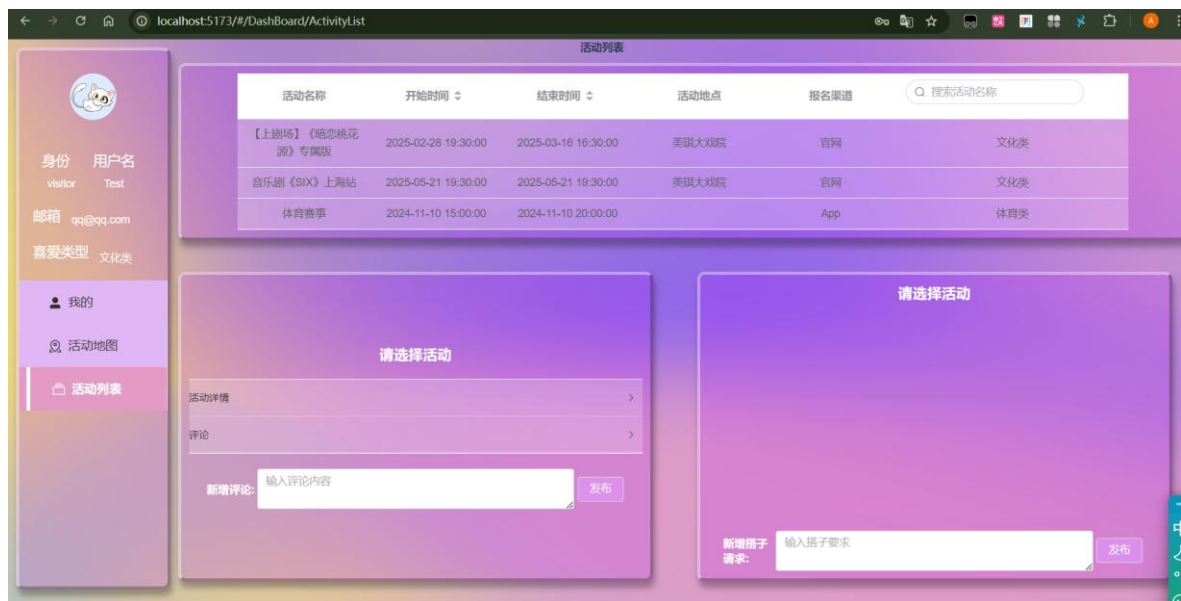 localhost:5173/#/DashBoard/ActivityList
活动列表
身份 用户名
visitor Test
邮箱 qq@qq.com
喜爱类型 文化类
我的
活动地图
活动列表
活动名称 开始时间 结束时间 活动地点 报名渠道 搜索活动名称
【上剧场】《暗恋桃花
源》专属版 2025-02-28 19:30:00 2025-03-16 16:30:00 美琪大戏院 官网 文化类
音乐剧《SIX》上海站 2025-05-21 19:30:00 2025-05-21 19:30:00 美琪大戏院 官网 文化类
体育赛事 2024-11-10 15:00:00 2024-11-10 20:00:00 App 体育类
请选择活动
活动详情
评论
新增评论: 输入评论内容 发布
请选择活动
新增搭子
请求: 输入搭子要求 发布